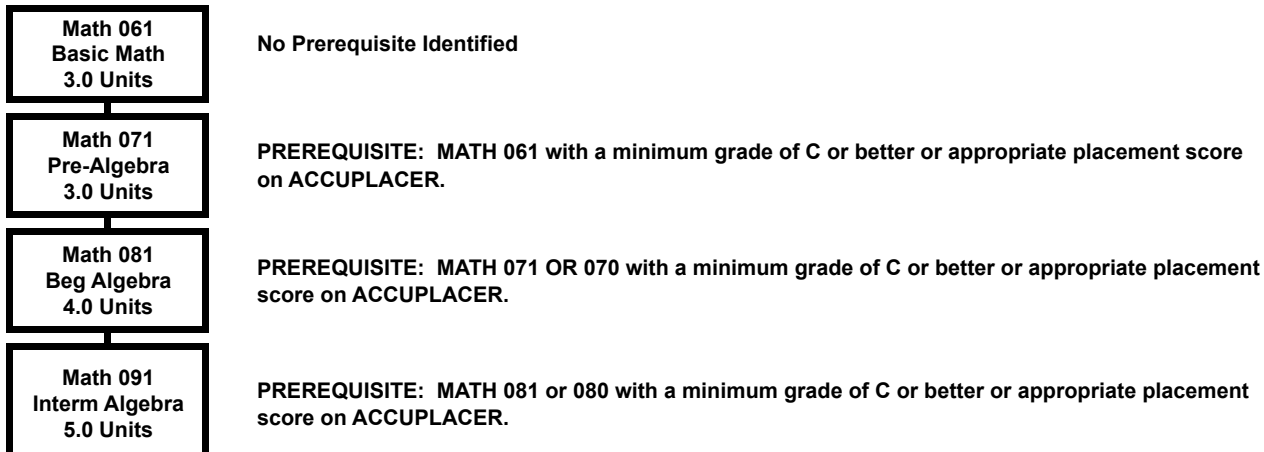 Math 061
Basic Math
3.0 Units
No Prerequisite Identified
Math 071
Pre-Algebra
3.0 Units
PREREQUISITE: MATH 061 with a minimum grade of C or better or appropriate placement score
on ACCUPLACER.
Math 081
Beg Algebra
4.0 Units
PREREQUISITE: MATH 071 OR 070 with a minimum grade of C or better or appropriate placement
score on ACCUPLACER.
Math 091
Interm Algebra
5.0 Units
PREREQUISITE: MATH 081 or 080 with a minimum grade of C or better or appropriate placement
score on ACCUPLACER.